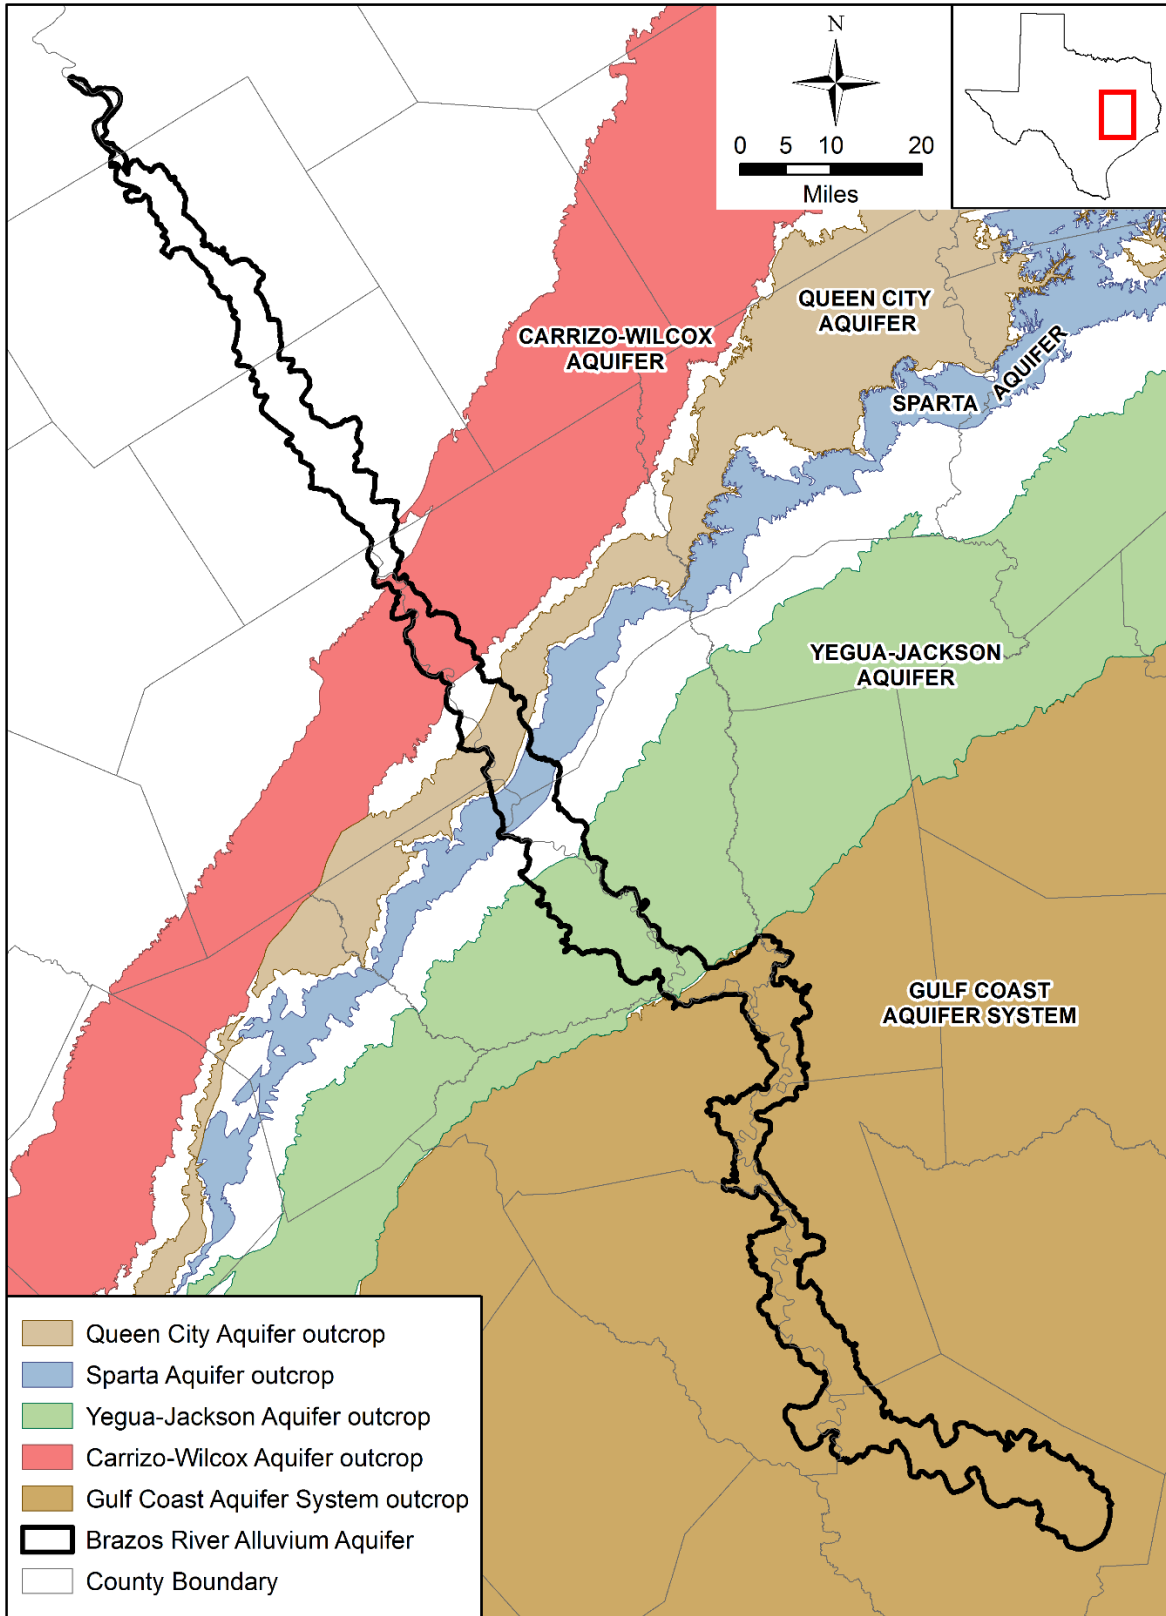 N
0 5 10 20
Miles
QUEEN CITY
AQUIFER
CARRIZO-WILCOX
AQUIFER
SPARTA
AQUIFER
YEGUA-JACKSON
AQUIFER
GULF COAST
AQUIFER SYSTEM
Queen City Aquifer outcrop
Sparta Aquifer outcrop
Yegua-Jackson Aquifer outcrop
Carrizo-Wilcox Aquifer outcrop
Gulf Coast Aquifer System outcrop
Brazos River Alluvium Aquifer
County Boundary